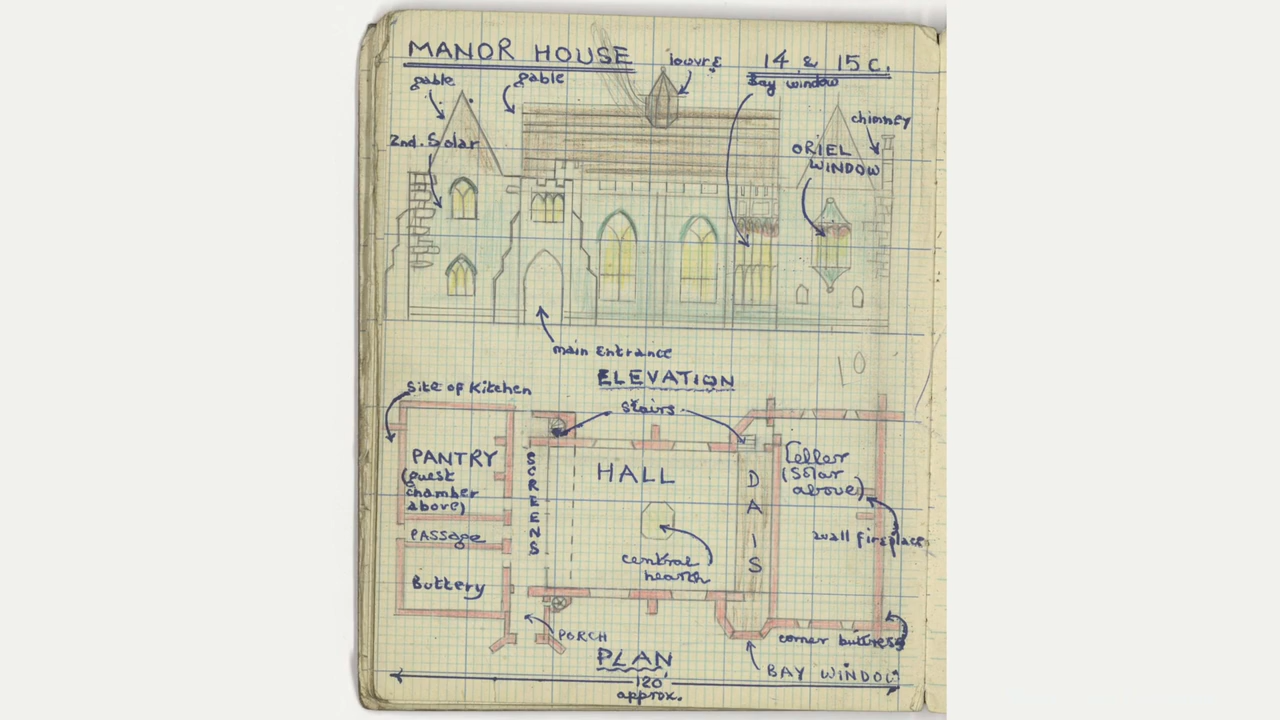 MANOR HOUSE
14 & 15 c.
gable
gable
louvre
Bay window
chimney
2nd. Solar
ORIEL
WINDOW
main Entrance
10
ELEVATION
Site of Kitchen
Stairs
PANTRY
(guest
chamber
above)
SCREENS
HALL
DAIS
Celler
(Solar
above)
PASSAGE
wall fireplace
central
hearth
Buttery
PORCH
corner buttress
PLAN
BAY WINDOW
120'
approx.